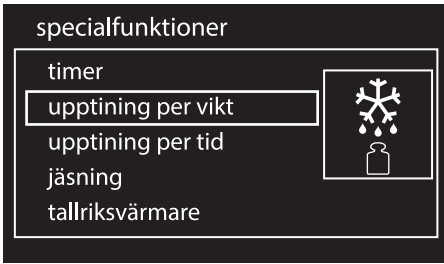 specialfunktioner
timer
upptining per vikt
upptining per tid
jäsning
tallriksvärmare